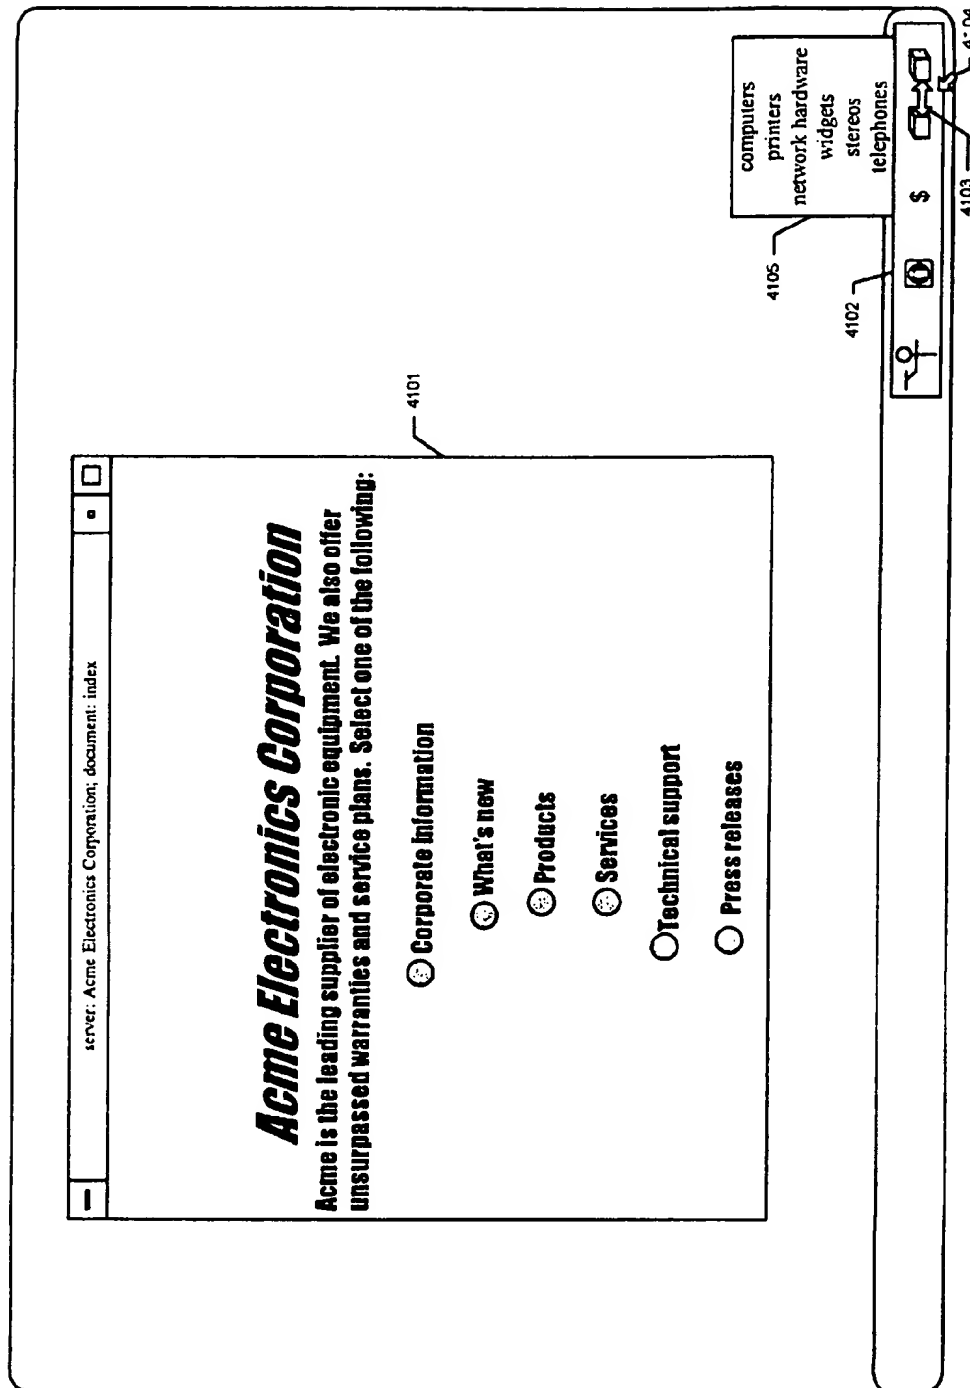 server: Acme Electronics Corporation; document: index
Acme Electronics Corporation
Acme is the leading supplier of electronic equipment. We also offer
unsurpassed warranties and service plans. Select one of the following:
Corporate Information
What's new
Products
Services
Technical support
Press releases
4101
computers
printers
network hardware
widgets
stereos
telephones
4105
4102
$
4103
4104